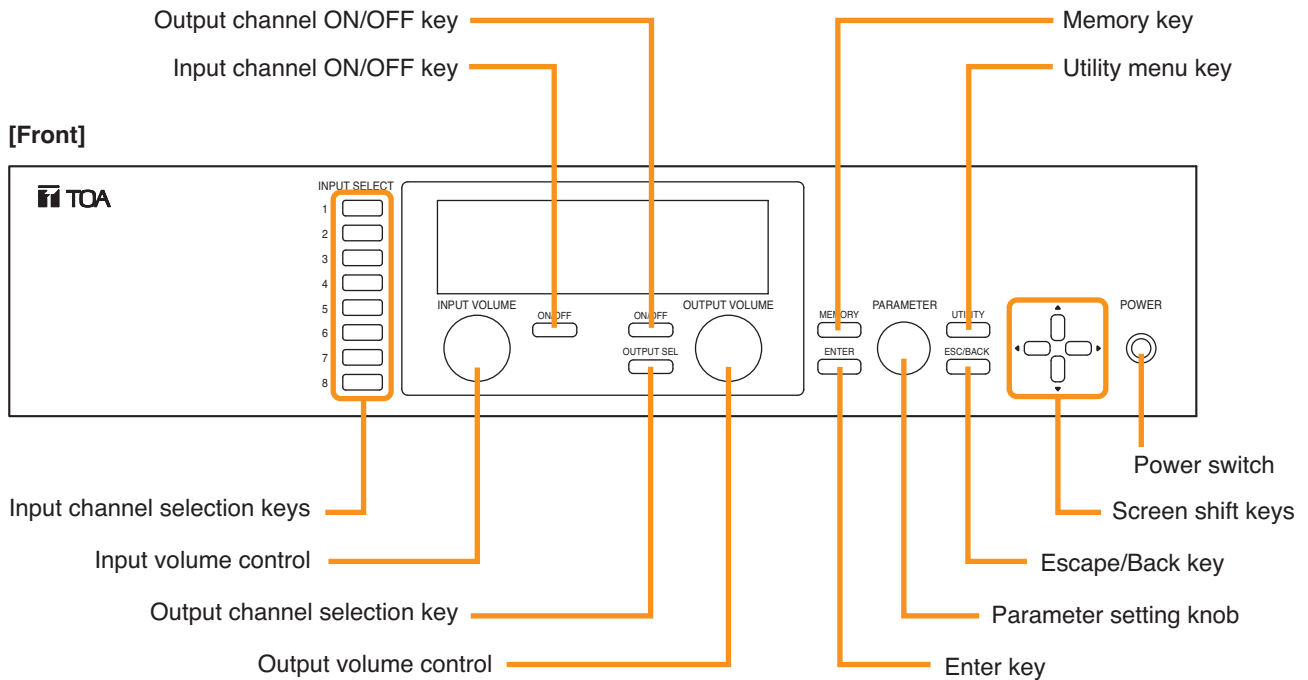 Output channel ON/OFF key
Memory key
Input channel ON/OFF key
Utility menu key
[Front]
TOA
INPUT SELECT
1
2
3
4
5
6
7
8
INPUT VOLUME
ON/OFF
ON/OFF
OUTPUT VOLUME
OUTPUT SEL
MEMORY
PARAMETER
UTILITY
ENTER
ESC/BACK
POWER
Power switch
Input channel selection keys
Screen shift keys
Input volume control
Escape/Back key
Output channel selection key
Parameter setting knob
Output volume control
Enter key